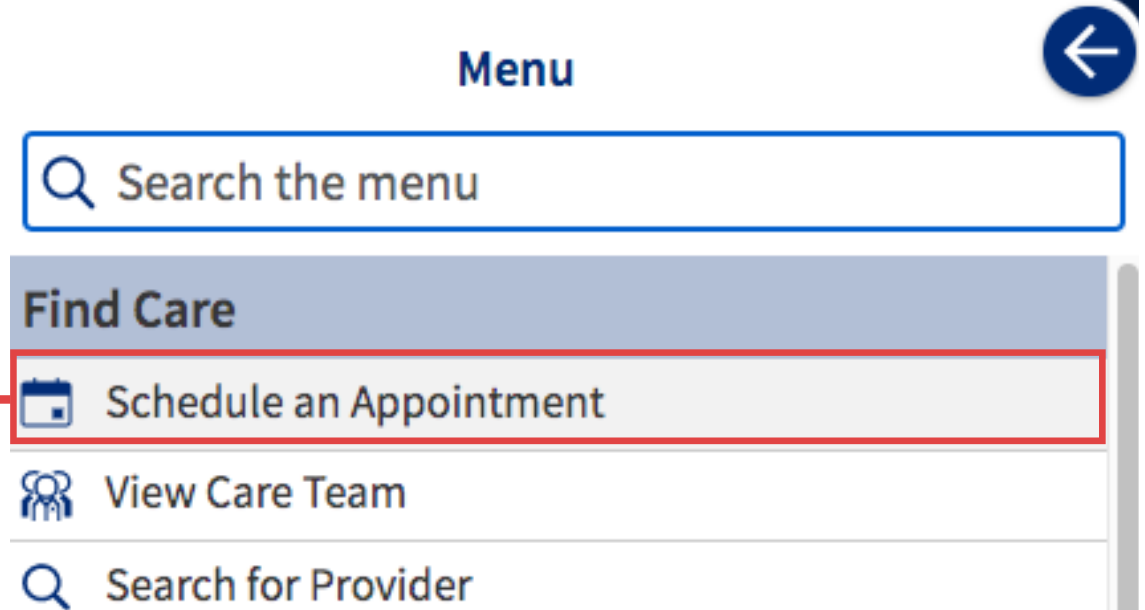 Menu
Search the menu
Find Care
Schedule an Appointment
View Care Team
Search for Provider